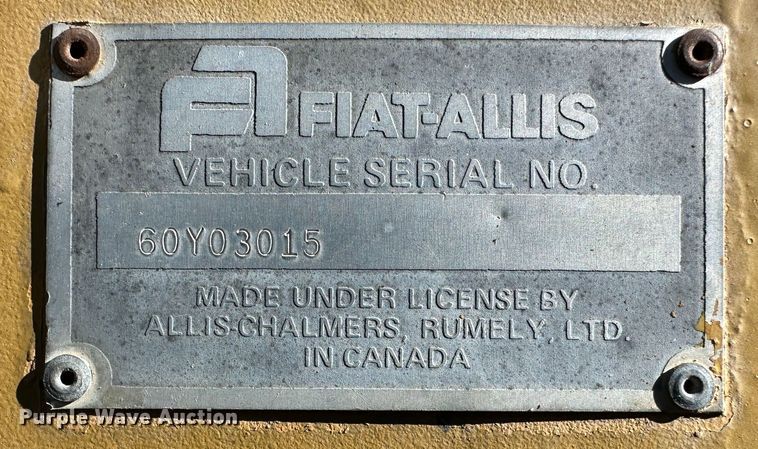 FA FIAT-ALLIS
VEHICLE SERIAL NO.
60Y03015
MADE UNDER LICENSE BY
ALLIS-CHALMERS, RUMELY, LTD.
IN CANADA
Purple Wave Auction